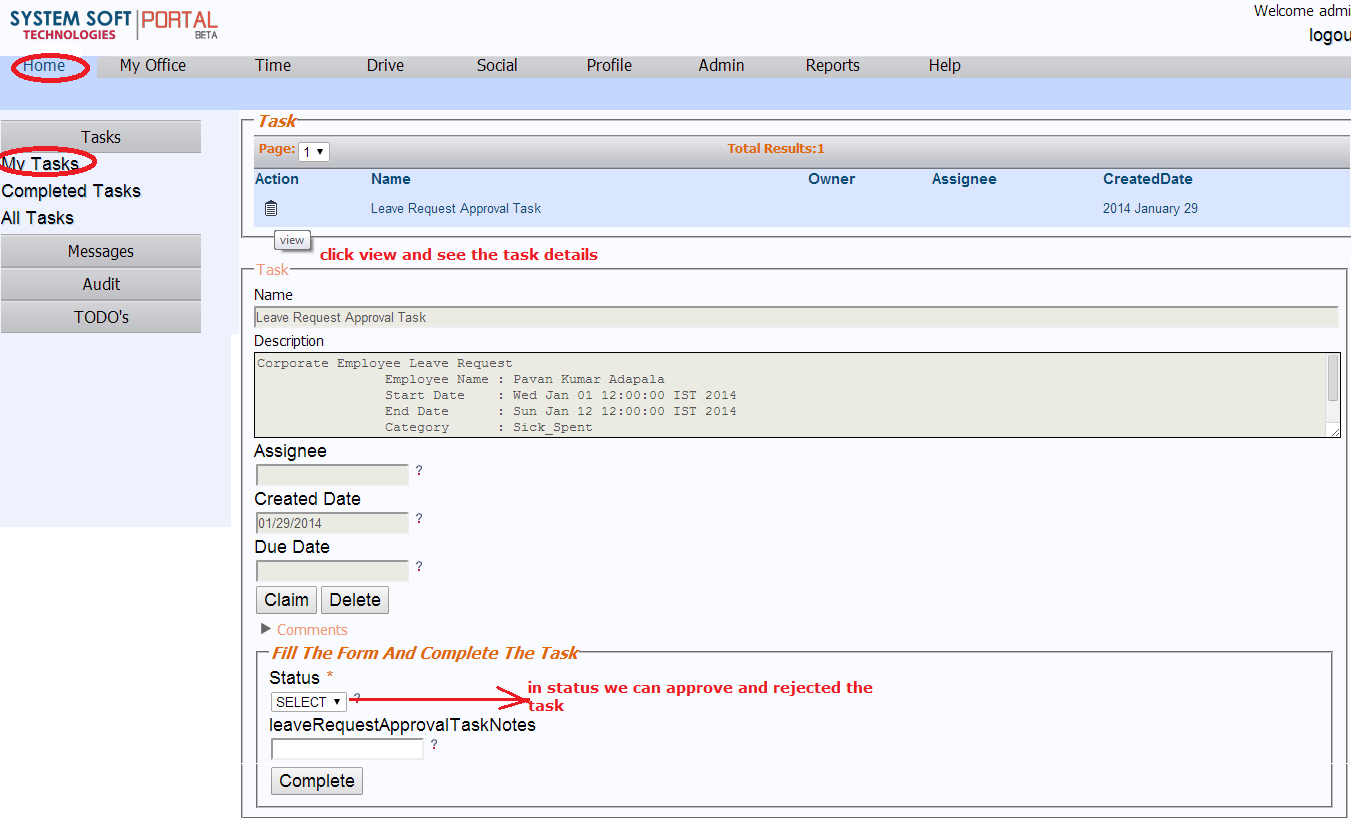 SYSTEM SOFT PORTAL
TECHNOLOGIES BETA
Welcome admi
logou
Home My Office Time Drive Social Profile Admin Reports Help
Tasks
My Tasks
Completed Tasks
All Tasks
Messages
Audit
TODO's
Task
Page: 1 Total Results:1
Action Name Owner Assignee CreatedDate
Leave Request Approval Task 2014 January 29
view
click view and see the task details
Task
Name
Leave Request Approval Task
Description
Corporate Employee Leave Request
Employee Name : Pavan Kumar Adapala
Start Date : Wed Jan 01 12:00:00 IST 2014
End Date : Sun Jan 12 12:00:00 IST 2014
Category : Sick_Spent
Assignee
?
Created Date
01/29/2014 ?
Due Date
?
Claim Delete
Comments
Fill The Form And Complete The Task
Status *
SELECT ?
in status we can approve and rejected the
task
leaveRequestApprovalTaskNotes
?
Complete